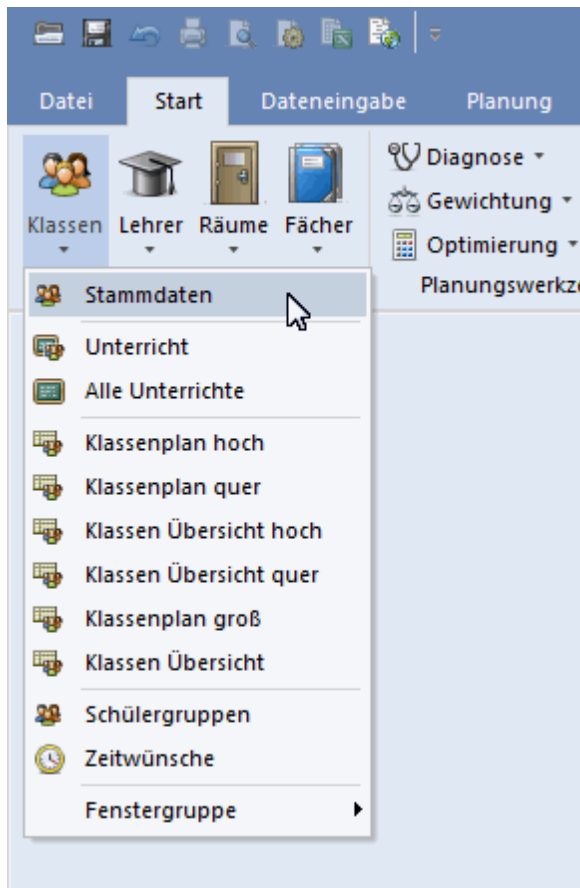 Datei Start Dateneingabe Planung
Klassen Lehrer Räume Fächer
Diagnose
Gewichtung
Optimierung
Planungswerkz
Stammdaten
Unterricht
Alle Unterrichte
Klassenplan hoch
Klassenplan quer
Klassen Übersicht hoch
Klassen Übersicht quer
Klassenplan groß
Klassen Übersicht
Schülergruppen
Zeitwünsche
Fenstergruppe